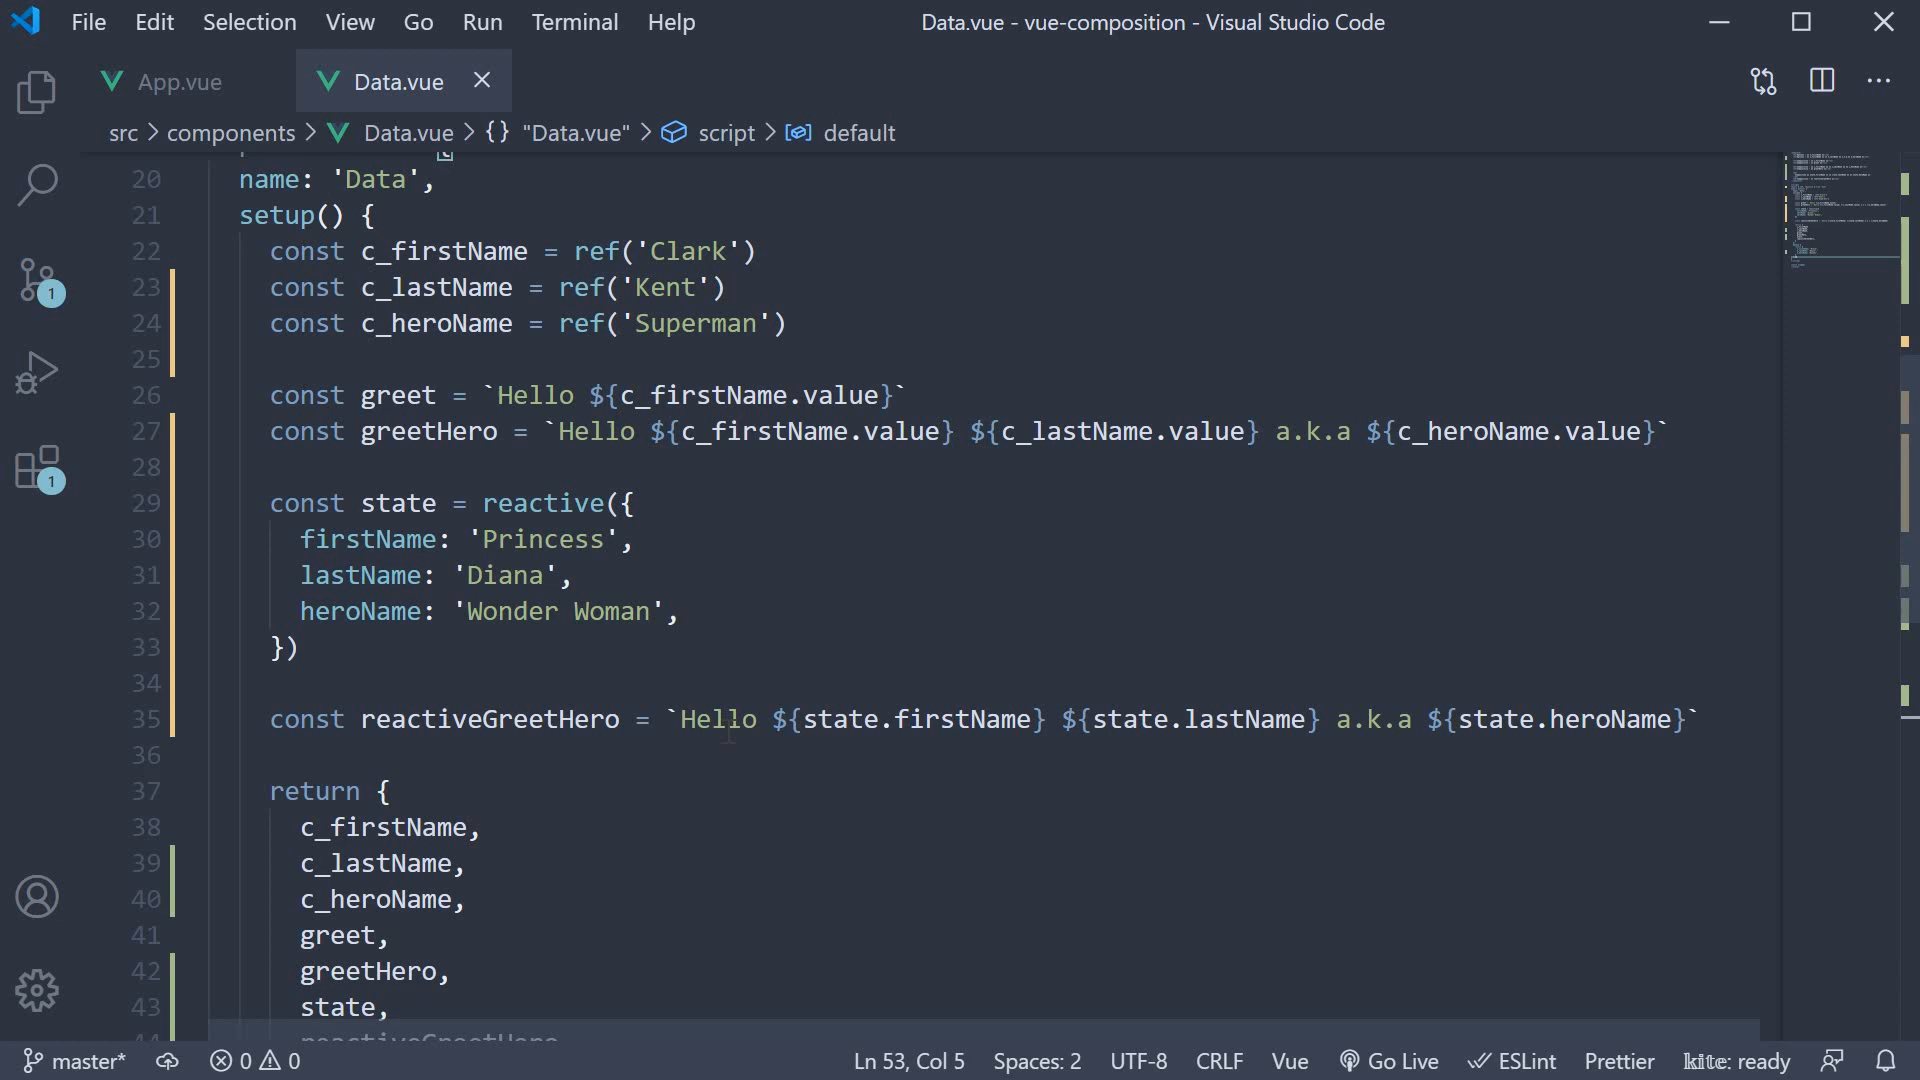 File Edit Selection View Go Run Terminal Help Data.vue - vue-composition - Visual Studio Code
App.vue Data.vue
src > components > Data.vue > {} "Data.vue" > script > default
20 name: 'Data',
21 setup() {
22 const c_firstName = ref('Clark')
23 const c_lastName = ref('Kent')
24 const c_heroName = ref('Superman')
25
26 const greet = `Hello ${c_firstName.value}`
27 const greetHero = `Hello ${c_firstName.value} ${c_lastName.value} a.k.a ${c_heroName.value}`
28
29 const state = reactive({
30 firstName: 'Princess',
31 lastName: 'Diana',
32 heroName: 'Wonder Woman',
33 })
34
35 const reactiveGreetHero = `Hello ${state.firstName} ${state.lastName} a.k.a ${state.heroName}`
36
37 return {
38 c_firstName,
39 c_lastName,
40 c_heroName,
41 greet,
42 greetHero,
43 state,
44 reactiveGreetHero
1
1
master* 0 0 Ln 53, Col 5 Spaces: 2 UTF-8 CRLF Vue Go Live ESLint Prettier kite: ready